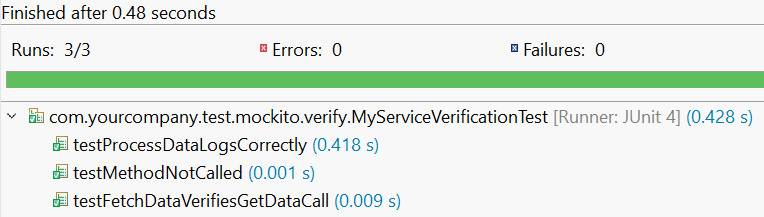 Finished after 0.48 seconds
Runs: 3/3 Errors: 0 Failures: 0
com.yourcompany.test.mockito.verify.MyServiceVerificationTest [Runner: JUnit 4] (0.428 s)
testProcessDataLogsCorrectly (0.418 s)
testMethodNotCalled (0.001 s)
testFetchDataVerifiesGetDataCall (0.009 s)